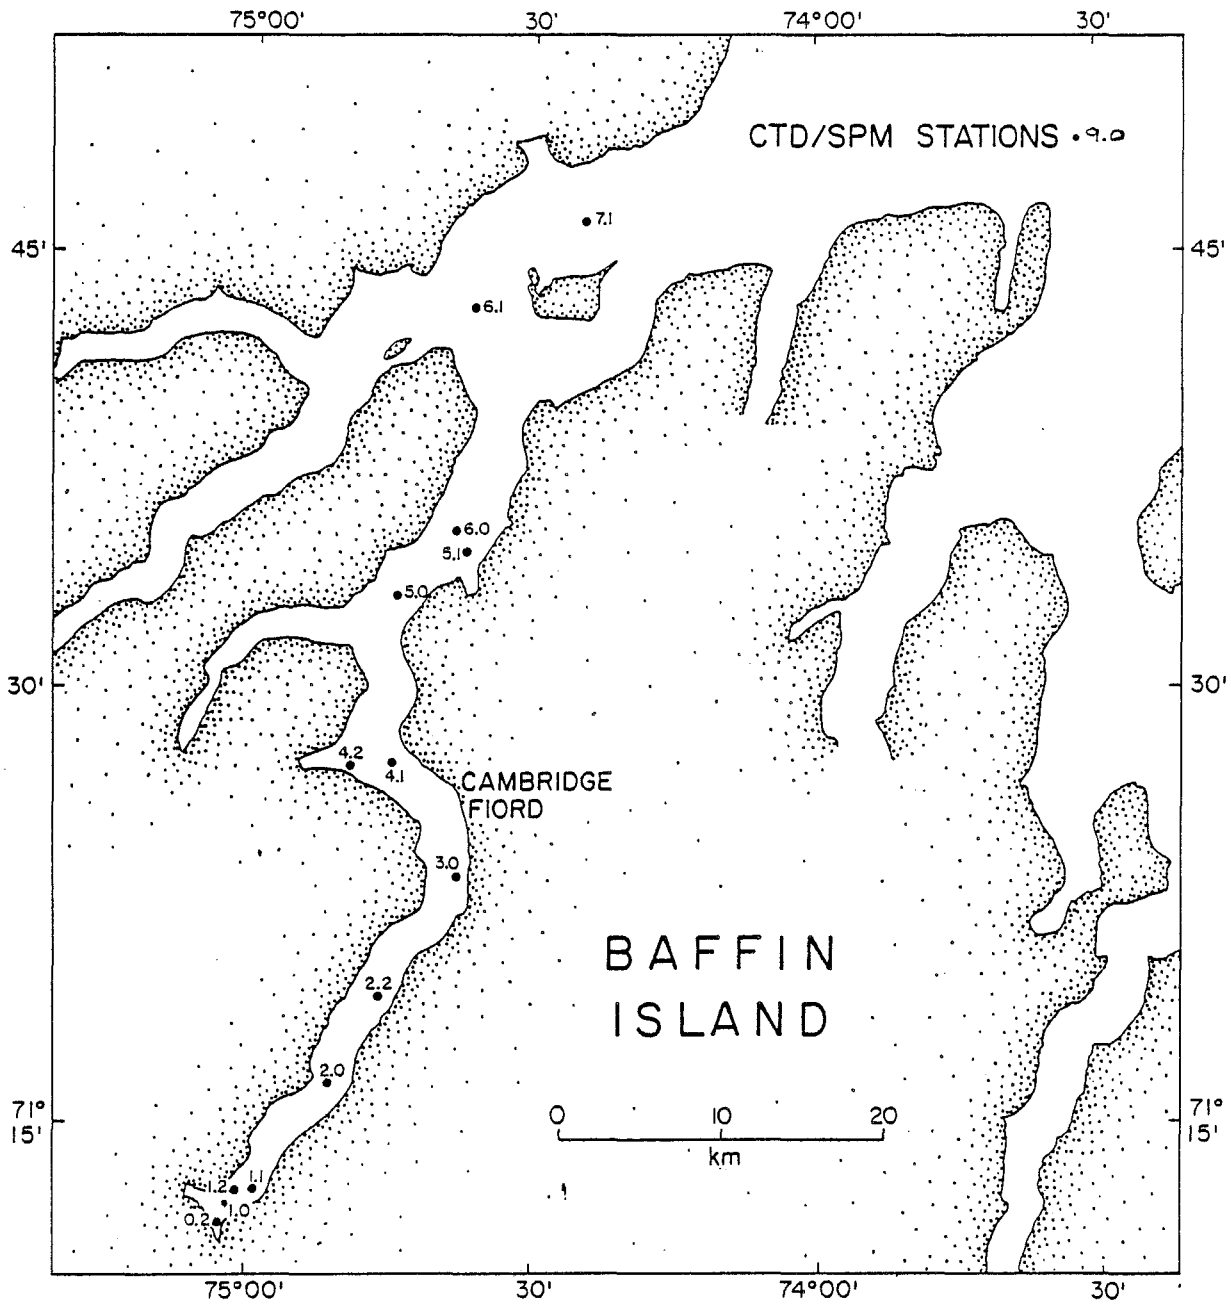 75°00' 30' 74°00' 30'
CTD/SPM STATIONS • 9.0
7.1
45' 45'
6.1
6.0
5.1
5.0
30' 30'
4.2
4.1
CAMBRIDGE
FIORD
3.0
BAFFIN
ISLAND
2.2
2.0
71° 71°
15' 15'
0 10 20
km
1.2 1.1
1.0
0.2
75°00' 30' 74°00' 30'